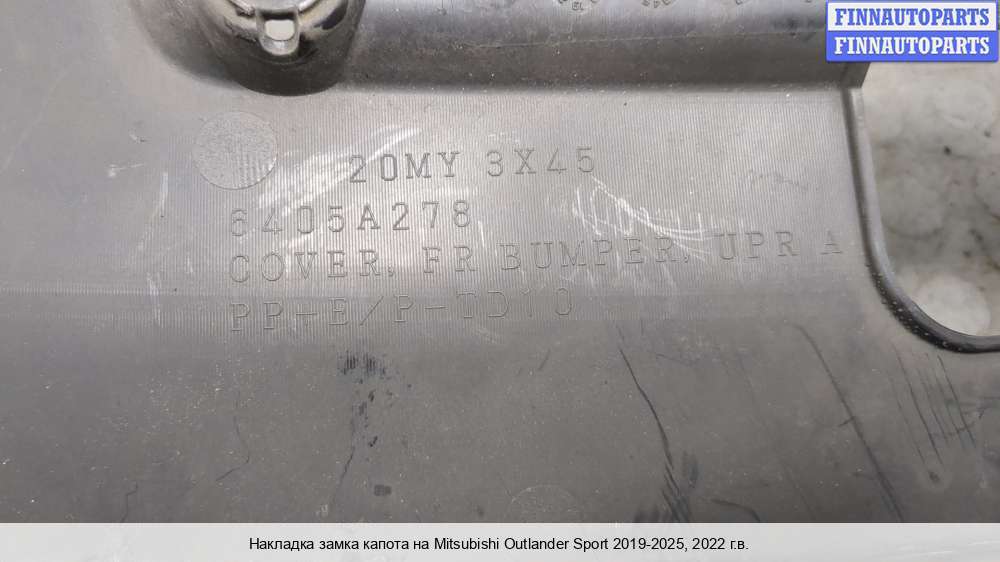 FINNAUTOPARTS
FINNAUTOPARTS
20MY 3X45
6405A278
COVER, FR BUMPER, UPR A
PP-E/P-TD10
Накладка замка капота на Mitsubishi Outlander Sport 2019-2025, 2022 г.в.